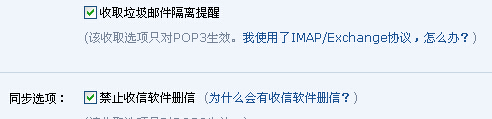 收取垃圾邮件隔离提醒
(该收取选项只对POP3生效。我使用了IMAP/Exchange协议，怎么办？)
同步选项： 禁止收信软件删信 (为什么会有收信软件删信？)